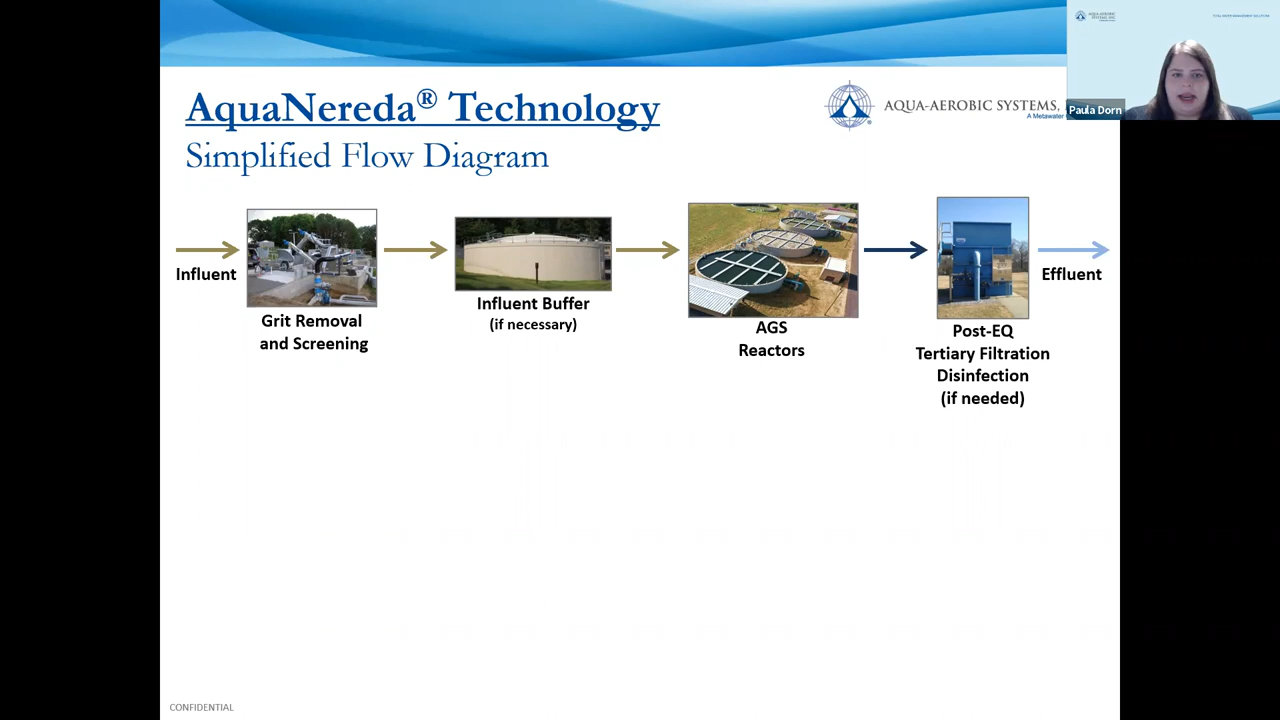 AquaNereda® Technology
Simplified Flow Diagram
AQUA-AEROBIC SYSTEMS,
A Metawater
Paula Dorn
Influent
Grit Removal
and Screening
Influent Buffer
(if necessary)
AGS
Reactors
Post-EQ
Tertiary Filtration
Disinfection
(if needed)
Effluent
CONFIDENTIAL